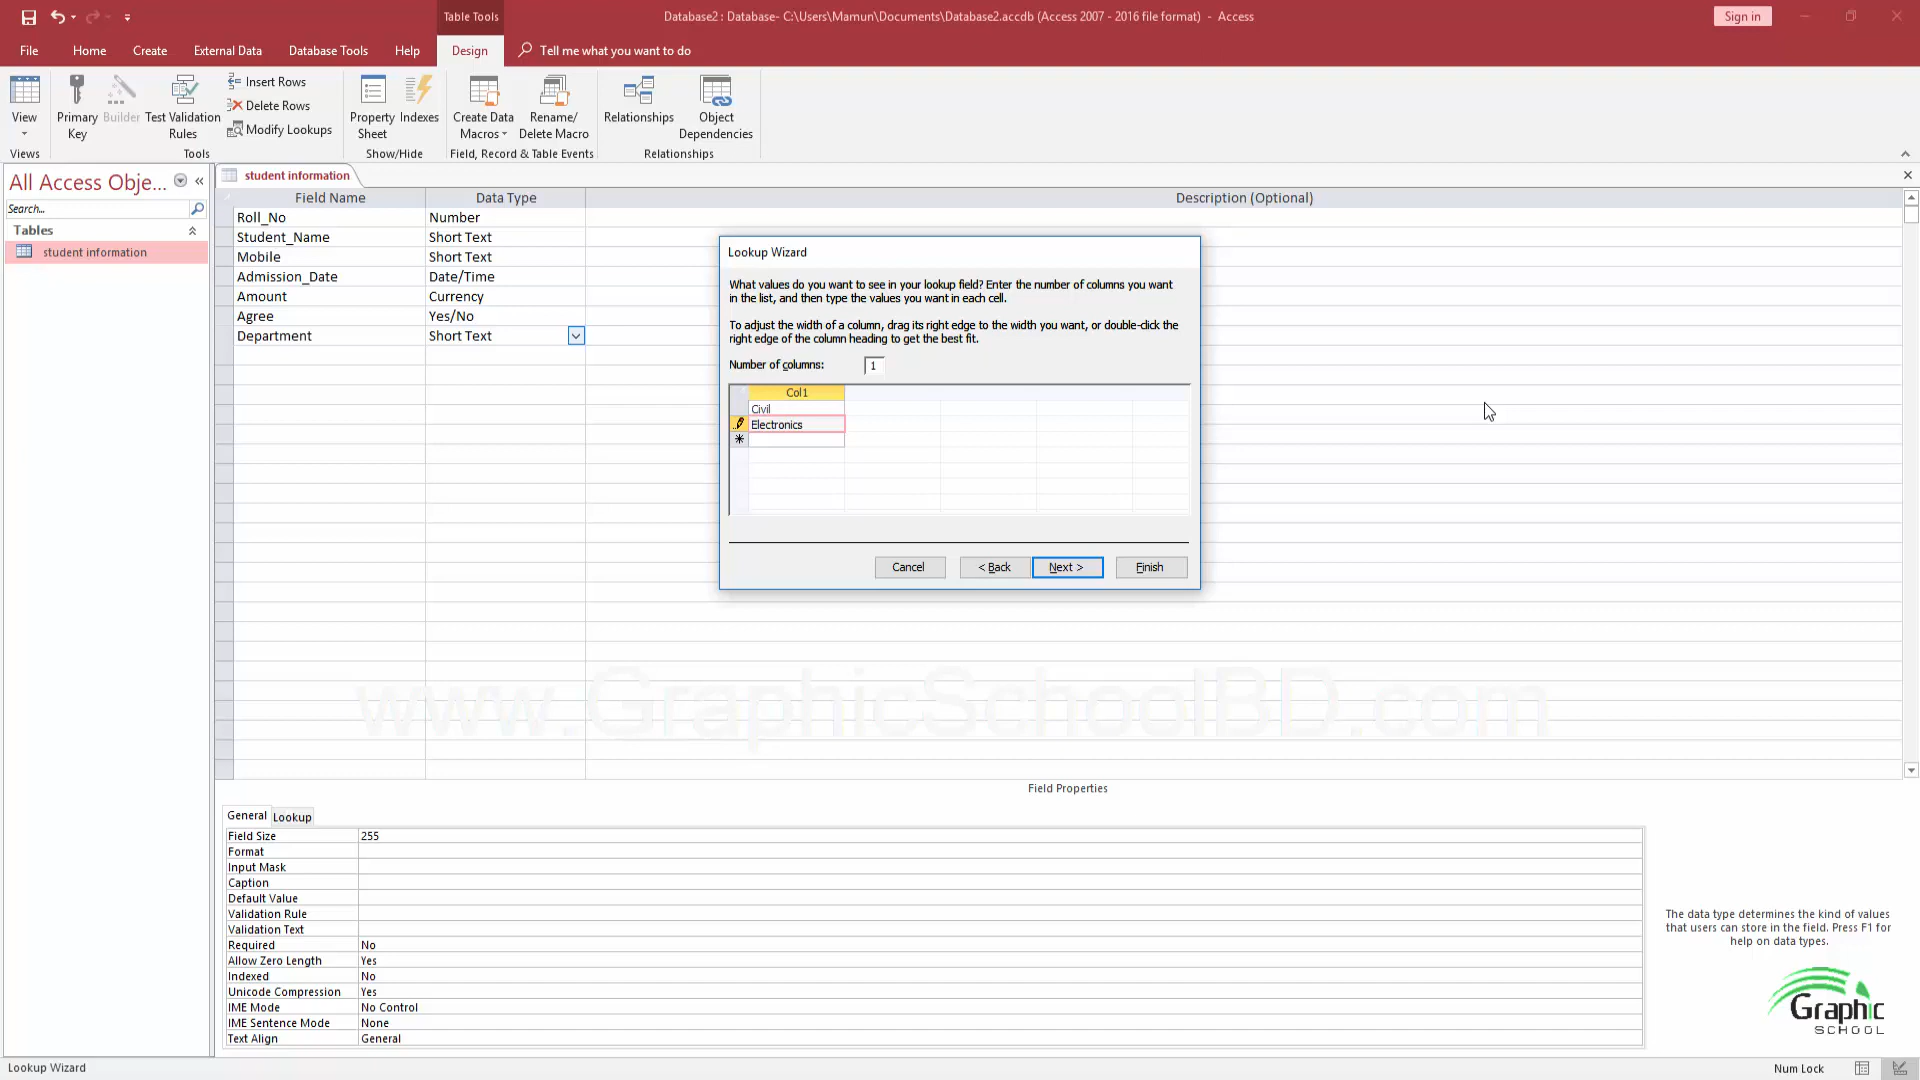 Table Tools
Database2 : Database- C:\Users\Mamun\Documents\Database2.accdb (Access 2007 - 2016 file format) - Access
Sign in
File
Home
Create
External Data
Database Tools
Help
Design
Tell me what you want to do
View
Primary Key
Builder
Test Validation Rules
Insert Rows
Delete Rows
Modify Lookups
Property Sheet
Indexes
Create Data Macros
Rename/ Delete Macro
Relationships
Object Dependencies
Views
Tools
Show/Hide
Field, Record & Table Events
Relationships
All Access Obje...
Search...
Tables
student information
student information
Field Name
Data Type
Description (Optional)
Roll_No
Number
Student_Name
Short Text
Mobile
Short Text
Admission_Date
Date/Time
Amount
Currency
Agree
Yes/No
Department
Short Text
Lookup Wizard
What values do you want to see in your lookup field? Enter the number of columns you want
in the list, and then type the values you want in each cell.
To adjust the width of a column, drag its right edge to the width you want, or double-click the
right edge of the column heading to get the best fit.
Number of columns:
1
Col1
Civil
Electronics
Cancel
< Back
Next >
Finish
www.GraphicSchoolBD.com
Field Properties
General
Lookup
Field Size
255
Format
Input Mask
Caption
Default Value
Validation Rule
Validation Text
Required
No
Allow Zero Length
Yes
Indexed
No
Unicode Compression
Yes
IME Mode
No Control
IME Sentence Mode
None
Text Align
General
The data type determines the kind of values
that users can store in the field. Press F1 for
help on data types.
Graphic
SCHOOL
Lookup Wizard
Num Lock